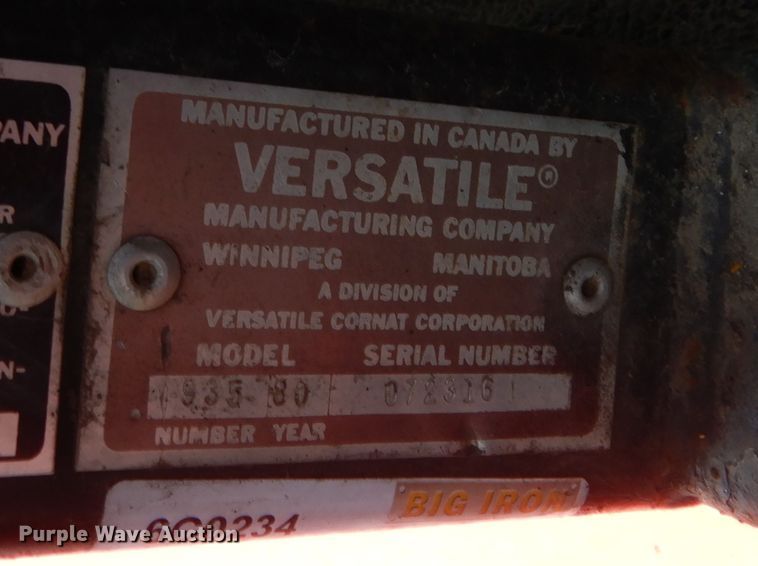 PANY
R
N-
MANUFACTURED IN CANADA BY
VERSATILE®
MANUFACTURING COMPANY
WINNIPEG MANITOBA
A DIVISION OF
VERSATILE CORNAT CORPORATION
MODEL SERIAL NUMBER
935 80 072316
NUMBER YEAR
BIG IRON
Purple Wave Auction